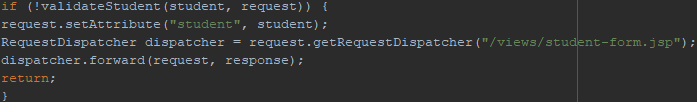 if (!validateStudent(student, request)) {
request.setAttribute("student", student);
RequestDispatcher dispatcher = request.getRequestDispatcher("/views/student-form.jsp");
dispatcher.forward(request, response);
return;
}